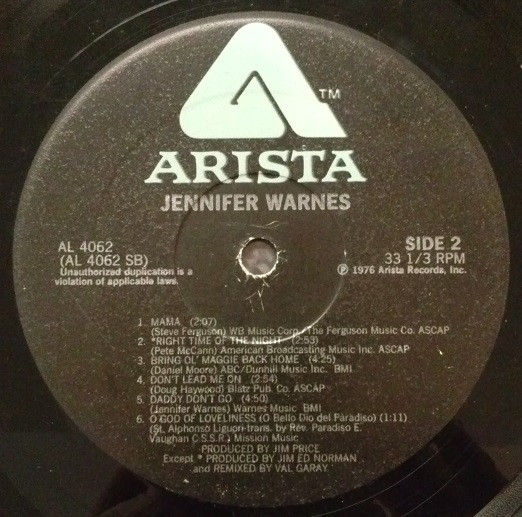 TM
ARISTA
JENNIFER WARNES
AL 4062
(AL 4062 SB)
Unauthorized duplication is a
violation of applicable laws.
SIDE 2
33 1/3 RPM
℗ 1976 Arista Records, Inc.
1. MAMA (2:07)
(Steve Ferguson) WB Music Corp./The Ferguson Music Co. ASCAP
2. *RIGHT TIME OF THE NIGHT (2:53)
(Pete McCann) American Broadcasting Music Inc. ASCAP
3. BRING OL' MAGGIE BACK HOME (4:25)
(Daniel Moore) ABC/Dunhill Music Inc. BMI
4. DON'T LEAD ME ON (2:54)
(Doug Haywood) Blatz Pub. Co. ASCAP
5. DADDY DON'T GO (4:50)
(Jennifer Warnes) Warnes Music BMI
6. O GOD OF LOVELINESS (O Bello Dio del Paradiso) (1:11)
(St. Alphonso Liguori-trans. by Rev. Paradiso E.
Vaughan C.S.S.R.) Mission Music
PRODUCED BY JIM PRICE
Except * PRODUCED BY JIM ED NORMAN
and REMIXED BY VAL GARAY